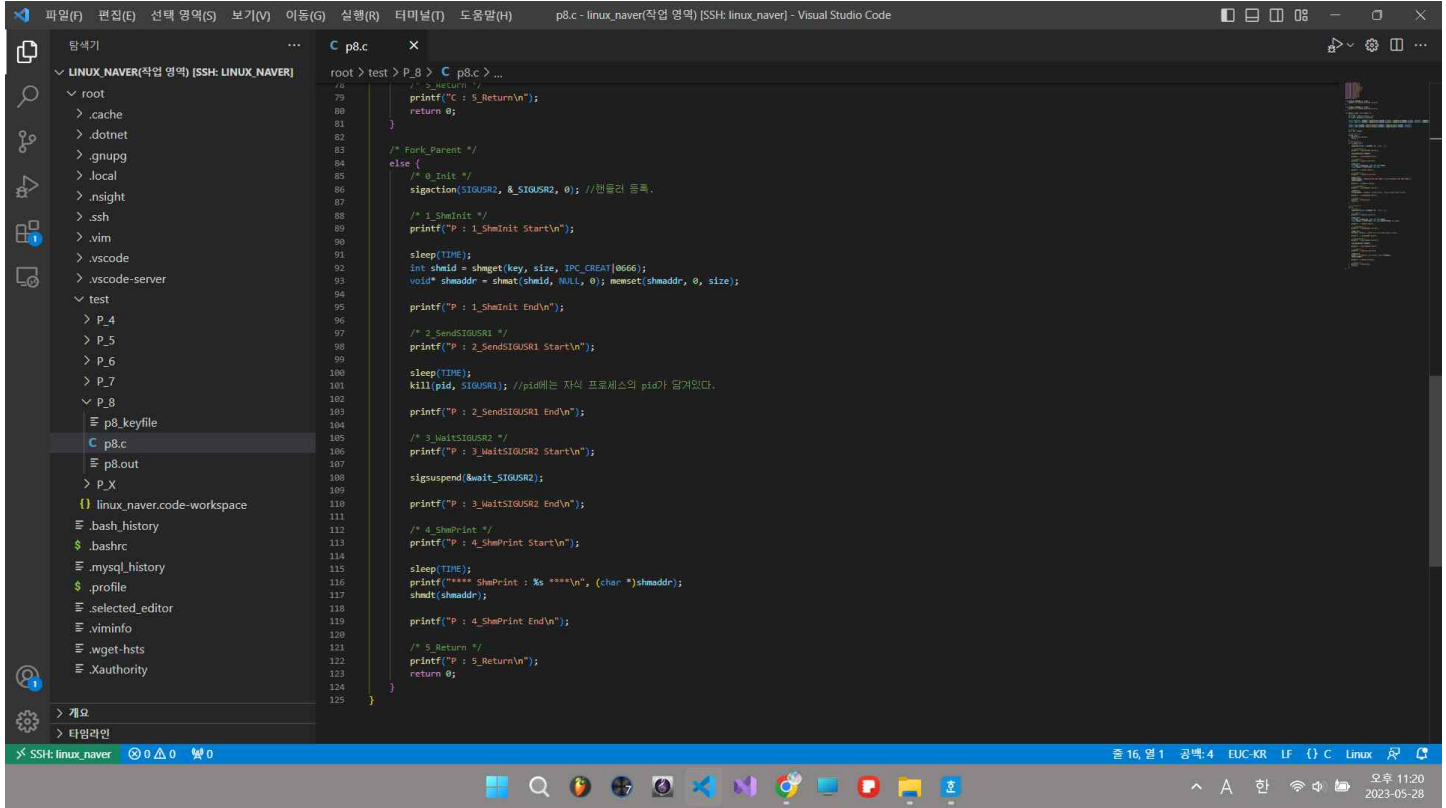 파일(F) 편집(E) 선택 영역(S) 보기(V) 이동(G) 실행(R) 터미널(T) 도움말(H) p8.c - linux_naver(작업 영역) [SSH: linux_naver] - Visual Studio Code
탐색기
LINUX_NAVER(작업 영역) [SSH: LINUX_NAVER]
root
.cache
.dotnet
.gnupg
.local
.nsight
.ssh
.vim
.vscode
.vscode-server
test
P_4
P_5
P_6
P_7
P_8
p8_keyfile
C p8.c
p8.out
P_X
{} linux_naver.code-workspace
.bash_history
$ .bashrc
.mysql_history
$ .profile
.selected_editor
.viminfo
.wget-hsts
.Xauthority
개요
타임라인
1
1
C p8.c
root > test > P_8 > C p8.c > ...
78 /* 5_Return */
79 printf("C : 5_Return\n");
80 return 0;
81 }
82
83 /* Fork_Parent */
84 else {
85 /* 0_Init */
86 sigaction(SIGUSR2, &_SIGUSR2, 0); //핸들러 등록.
87
88 /* 1_ShmInit */
89 printf("P : 1_ShmInit Start\n");
90
91 sleep(TIME);
92 int shmid = shmget(key, size, IPC_CREAT|0666);
93 void* shmaddr = shmat(shmid, NULL, 0); memset(shmaddr, 0, size);
94
95 printf("P : 1_ShmInit End\n");
96
97 /* 2_SendSIGUSR1 */
98 printf("P : 2_SendSIGUSR1 Start\n");
99
100 sleep(TIME);
101 kill(pid, SIGUSR1); //pid에는 자식 프로세스의 pid가 담겨있다.
102
103 printf("P : 2_SendSIGUSR1 End\n");
104
105 /* 3_WaitSIGUSR2 */
106 printf("P : 3_WaitSIGUSR2 Start\n");
107
108 sigsuspend(&wait_SIGUSR2);
109
110 printf("P : 3_WaitSIGUSR2 End\n");
111
112 /* 4_ShmPrint */
113 printf("P : 4_ShmPrint Start\n");
114
115 sleep(TIME);
116 printf("**** ShmPrint : %s ****\n", (char *)shmaddr);
117 shmdt(shmaddr);
118
119 printf("P : 4_ShmPrint End\n");
120
121 /* 5_Return */
122 printf("P : 5_Return\n");
123 return 0;
124 }
125 }
SSH: linux_naver 0 0 0 줄 16, 열 1 공백: 4 EUC-KR LF {} C Linux
A 한 오후 11:20
2023-05-28